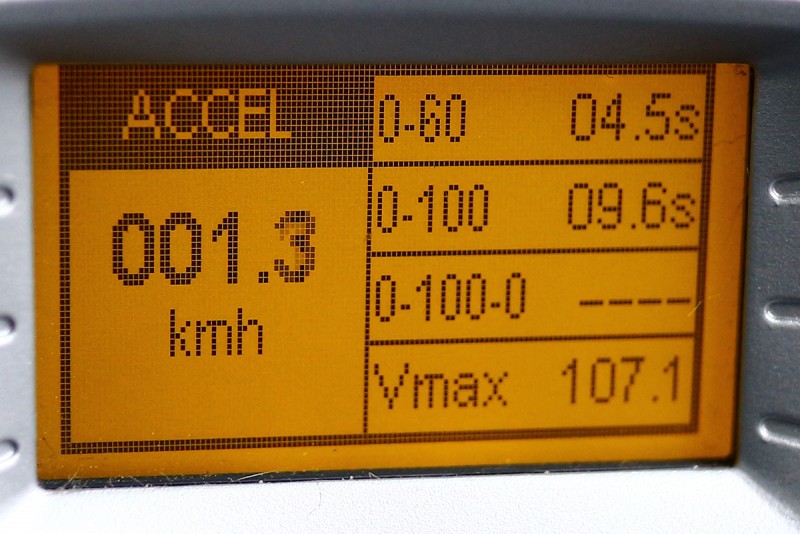 ACCEL
001.3
kmh
0-60 04.5s
0-100 09.6s
0-100-0 ----
Vmax 107.1